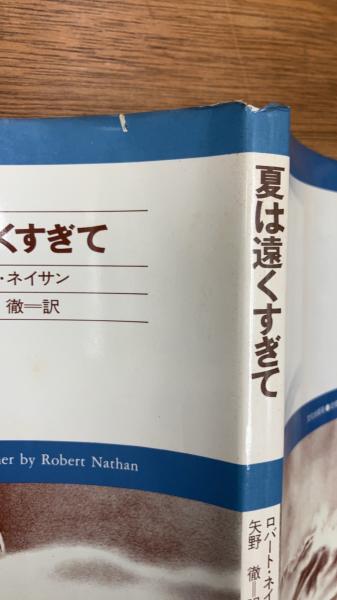 くすぎて
・ネイサン
徹＝訳
er by Robert Nathan
夏は遠くすぎて
ロバート・ネイ
矢野 徹＝